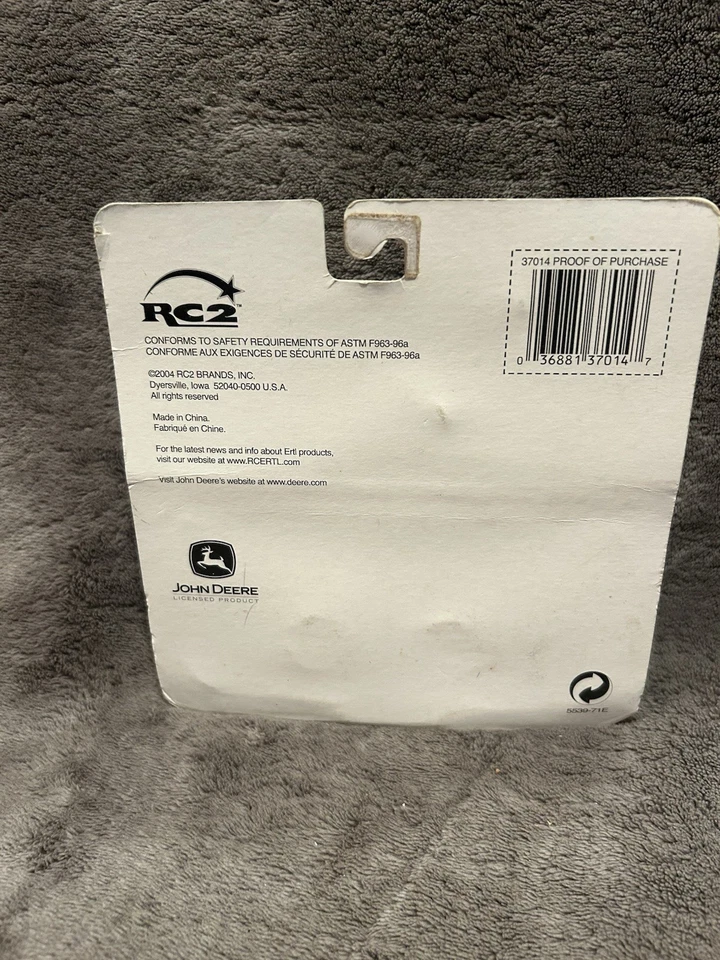 RC2™
CONFORMS TO SAFETY REQUIREMENTS OF ASTM F963-96a
CONFORME AUX EXIGENCES DE SÉCURITÉ DE ASTM F963-96a
©2004 RC2 BRANDS, INC.
Dyersville, Iowa 52040-0500 U.S.A.
All rights reserved
Made in China.
Fabriqué en Chine.
For the latest news and info about Ertl products,
visit our website at www.RCERTL.com
Visit John Deere's website at www.deere.com
JOHN DEERE
LICENSED PRODUCT
37014 PROOF OF PURCHASE
0 36881 37014 7
5539-71E